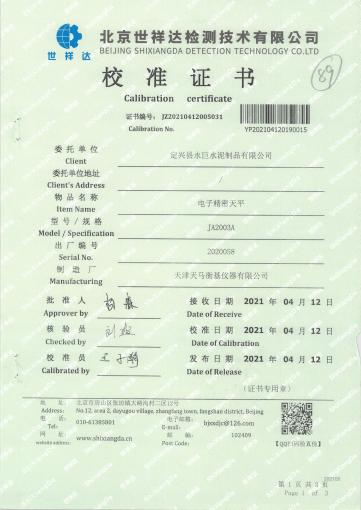 世祥达
北京世祥达检测技术有限公司
BEIJING SHIXIANGDA DETECTION TECHNOLOGY CO.LTD
校准证书
Calibration certificate
89
证书编号: JZ20210412005031
Calibration No.
YP202104120190015
委托单位 定兴县水巨水泥制品有限公司
Client
委托单位地址 /
Client's Address
物品名称 电子精密天平
Item Name
型号/规格 JA2003A
Model / Specification
出厂编号 2020058
Serial No.
制造厂 天津天马衡基仪器有限公司
Manufacturing
批准人 接收日期 2021 年 04 月 12 日
Approver by Date of Receive
核验员 校准日期 2021 年 04 月 12 日
Checked by Date of Calibration
校准员 发布日期 2021 年 04 月 12 日
Calibrated by Date of Release
(证书专用章)
地址: 北京市房山区张坊镇大峪沟村二区12号
Address: No.12, area 2, dayugou village, zhangfang town, fangshan district, Beijing
电话: 010-61385801 电子邮箱: bjsxdjc@126.com
Tel: E-mail:
网址: www.shixiangda.cn 邮编: 102409
website address: Post Code:
【QQ扫码验真伪】
第 1 页 共 3 页
Page 1 of 3